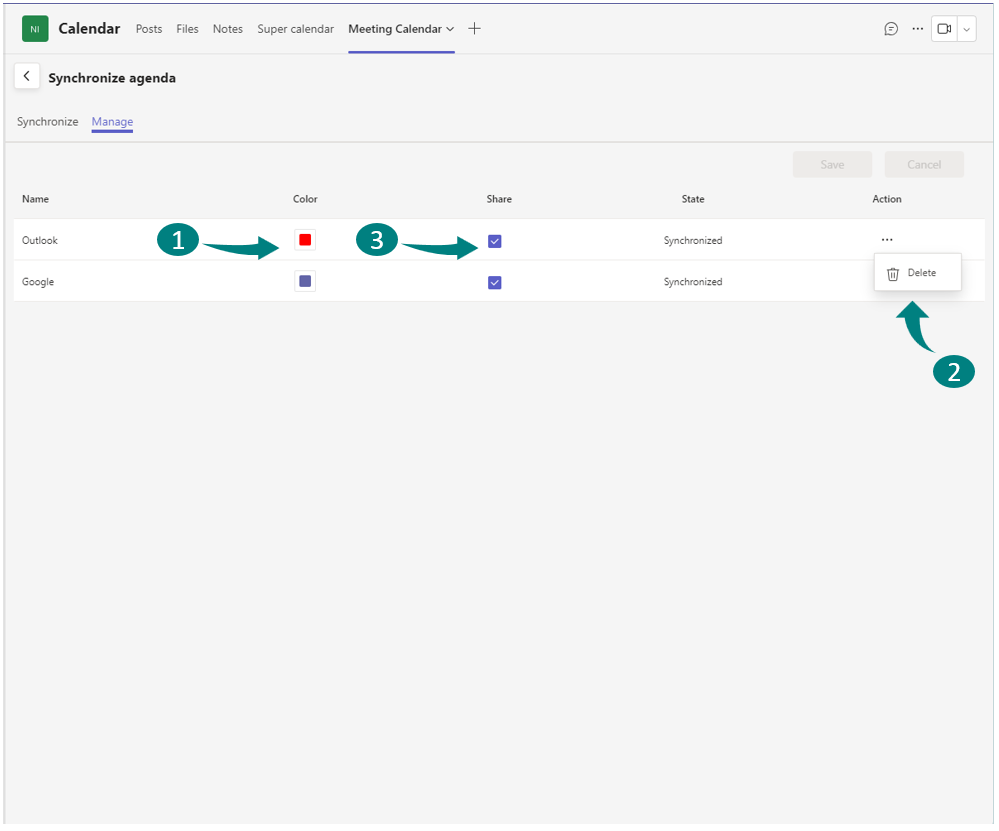 NI Calendar Posts Files Notes Super calendar Meeting Calendar
Synchronize agenda
Synchronize Manage
Save Cancel
Name Color Share State Action
Outlook 1 3 Synchronized ...
Delete
Google Synchronized
2